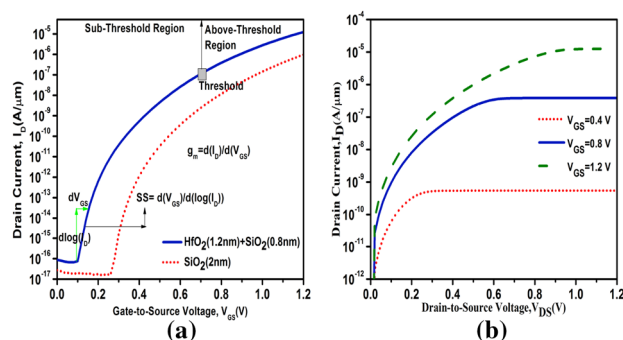 Sub-Threshold Region
Above-Threshold
Region
Threshold
g_m=d(I_D)/d(V_GS)
dV_GS
SS= d(V_GS)/d(log(I_D))
dlog(I_D)
HfO₂(1.2nm)+SiO₂(0.8nm)
SiO₂(2nm)
Drain Current, I_D(A/μm)
10⁻⁵
10⁻⁶
10⁻⁷
10⁻⁸
10⁻⁹
10⁻¹⁰
10⁻¹¹
10⁻¹²
10⁻¹³
10⁻¹⁴
10⁻¹⁵
10⁻¹⁶
10⁻¹⁷
0.0 0.2 0.4 0.6 0.8 1.0 1.2
Gate-to-Source Voltage, V_GS(V)
(a)
Drain Current,I_D(A/μm)
10⁻⁴
10⁻⁵
10⁻⁶
10⁻⁷
10⁻⁸
10⁻⁹
10⁻¹⁰
10⁻¹¹
10⁻¹²
V_GS=0.4 V
V_GS=0.8 V
V_GS=1.2 V
0.0 0.2 0.4 0.6 0.8 1.0 1.2
Drain-to-Source Voltage,V_DS(V)
(b)